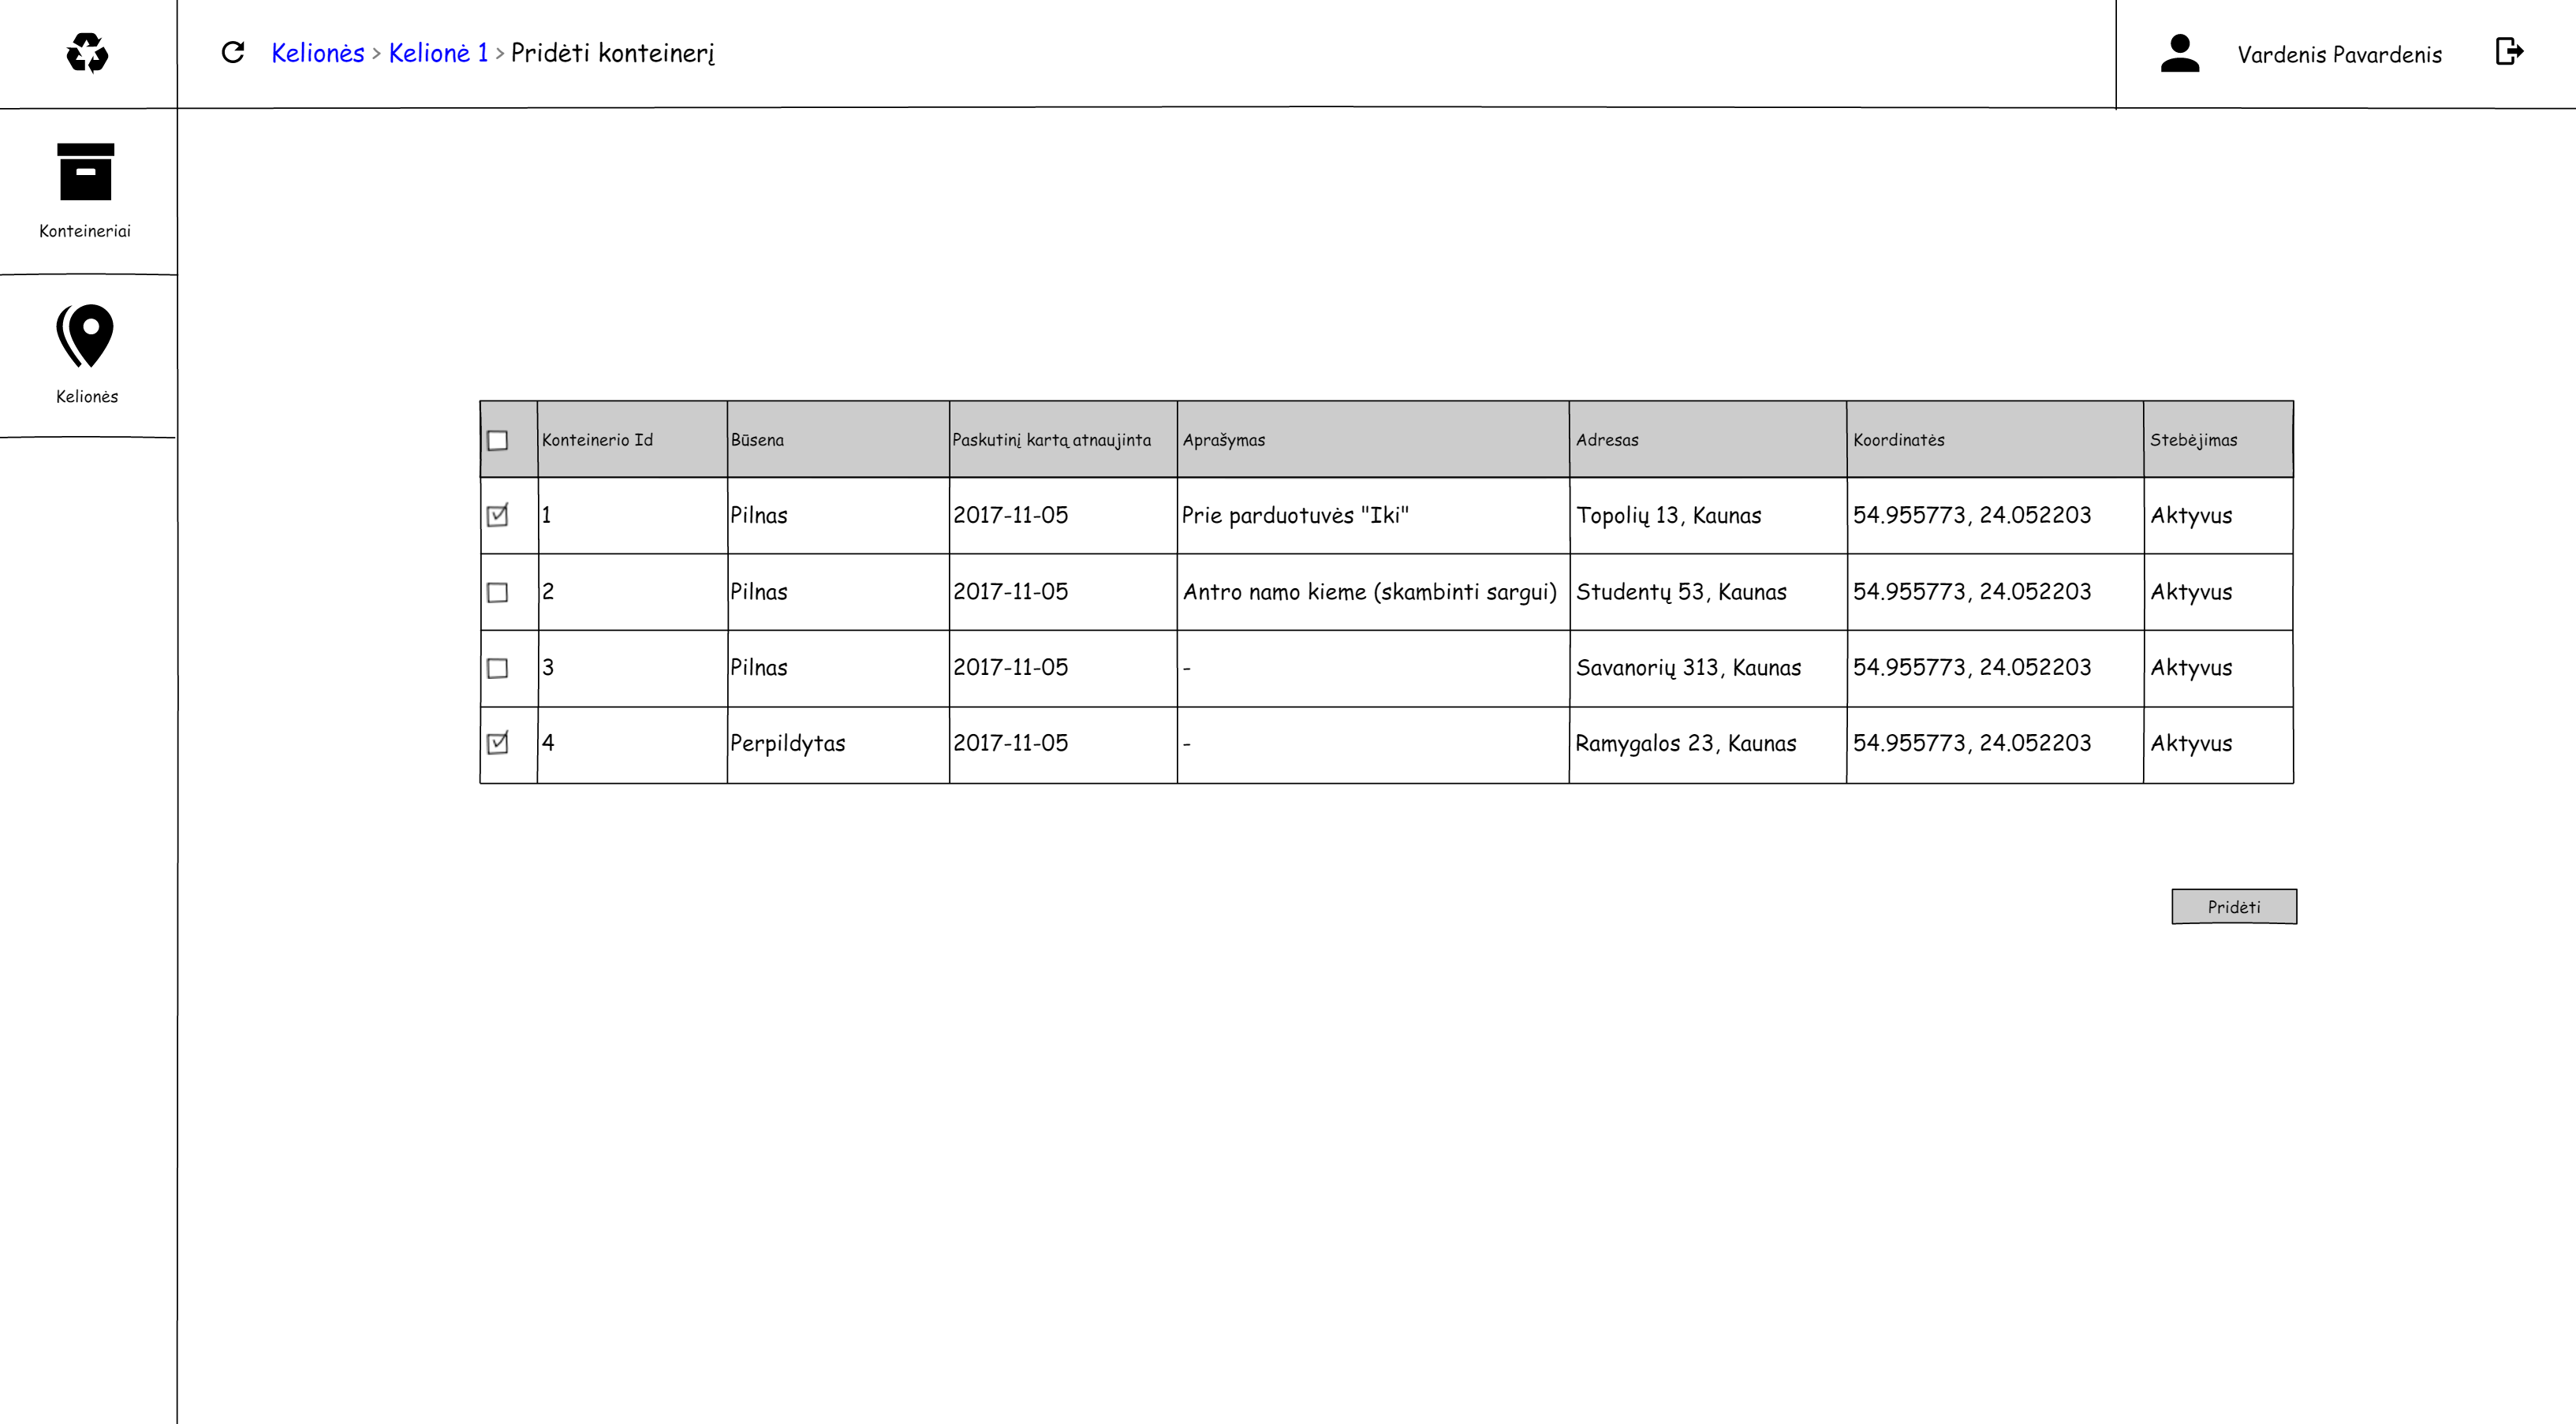 Kelionės > Kelionė 1 > Pridėti konteinerį
Vardenis Pavardenis
Konteineriai
Kelionės
Konteinerio Id Būsena Paskutinį kartą atnaujinta Aprašymas Adresas Koordinatės Stebėjimas
1 Pilnas 2017-11-05 Prie parduotuvės "Iki" Topolių 13, Kaunas 54.955773, 24.052203 Aktyvus
2 Pilnas 2017-11-05 Antro namo kieme (skambinti sargui) Studentų 53, Kaunas 54.955773, 24.052203 Aktyvus
3 Pilnas 2017-11-05 - Savanorių 313, Kaunas 54.955773, 24.052203 Aktyvus
4 Perpildytas 2017-11-05 - Ramygalos 23, Kaunas 54.955773, 24.052203 Aktyvus
Pridėti